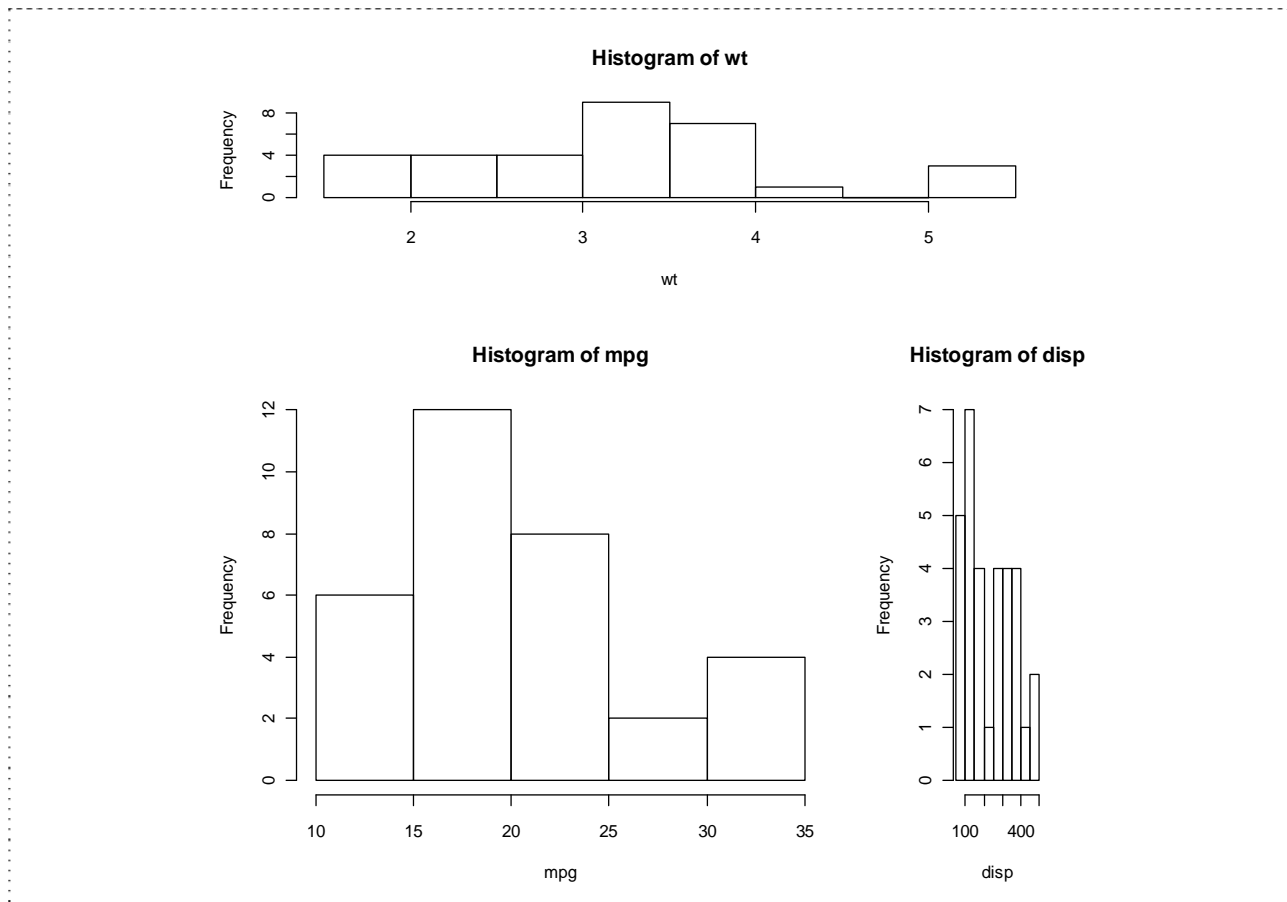 Histogram of wt
Frequency
0 4 8
2 3 4 5
wt
Histogram of mpg
Frequency
0 2 4 6 8 10 12
10 15 20 25 30 35
mpg
Histogram of disp
Frequency
0 1 2 3 4 5 6 7
100 400
disp